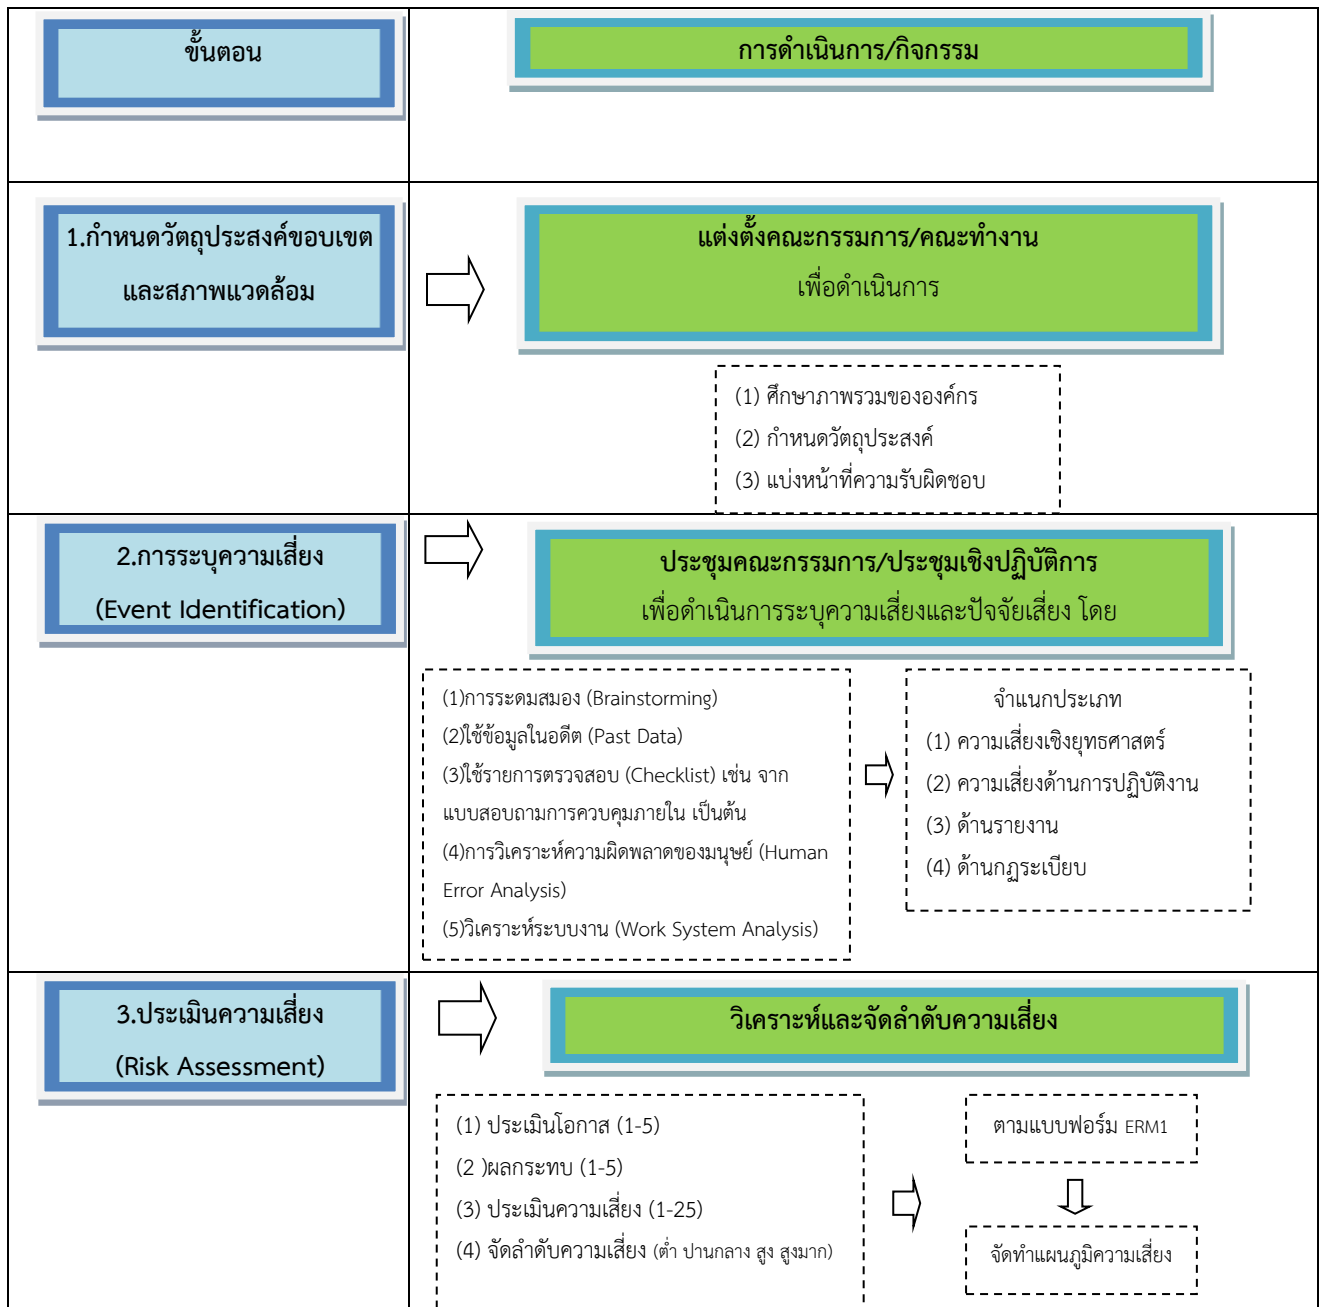 ขั้นตอน
การดำเนินการ/กิจกรรม
1.กำหนดวัตถุประสงค์ขอบเขต
และสภาพแวดล้อม
แต่งตั้งคณะกรรมการ/คณะทำงาน
เพื่อดำเนินการ
(1) ศึกษาภาพรวมขององค์กร
(2) กำหนดวัตถุประสงค์
(3) แบ่งหน้าที่ความรับผิดชอบ
2.การระบุความเสี่ยง
(Event Identification)
ประชุมคณะกรรมการ/ประชุมเชิงปฏิบัติการ
เพื่อดำเนินการระบุความเสี่ยงและปัจจัยเสี่ยง โดย
(1)การระดมสมอง (Brainstorming)
(2)ใช้ข้อมูลในอดีต (Past Data)
(3)ใช้รายการตรวจสอบ (Checklist) เช่น จาก
แบบสอบถามการควบคุมภายใน เป็นต้น
(4)การวิเคราะห์ความผิดพลาดของมนุษย์ (Human
Error Analysis)
(5)วิเคราะห์ระบบงาน (Work System Analysis)
จำแนกประเภท
(1) ความเสี่ยงเชิงยุทธศาสตร์
(2) ความเสี่ยงด้านการปฏิบัติงาน
(3) ด้านรายงาน
(4) ด้านกฎระเบียบ
3.ประเมินความเสี่ยง
(Risk Assessment)
วิเคราะห์และจัดลำดับความเสี่ยง
(1) ประเมินโอกาส (1-5)
(2 )ผลกระทบ (1-5)
(3) ประเมินความเสี่ยง (1-25)
(4) จัดลำดับความเสี่ยง (ต่ำ ปานกลาง สูง สูงมาก)
ตามแบบฟอร์ม ERM1
จัดทำแผนภูมิความเสี่ยง